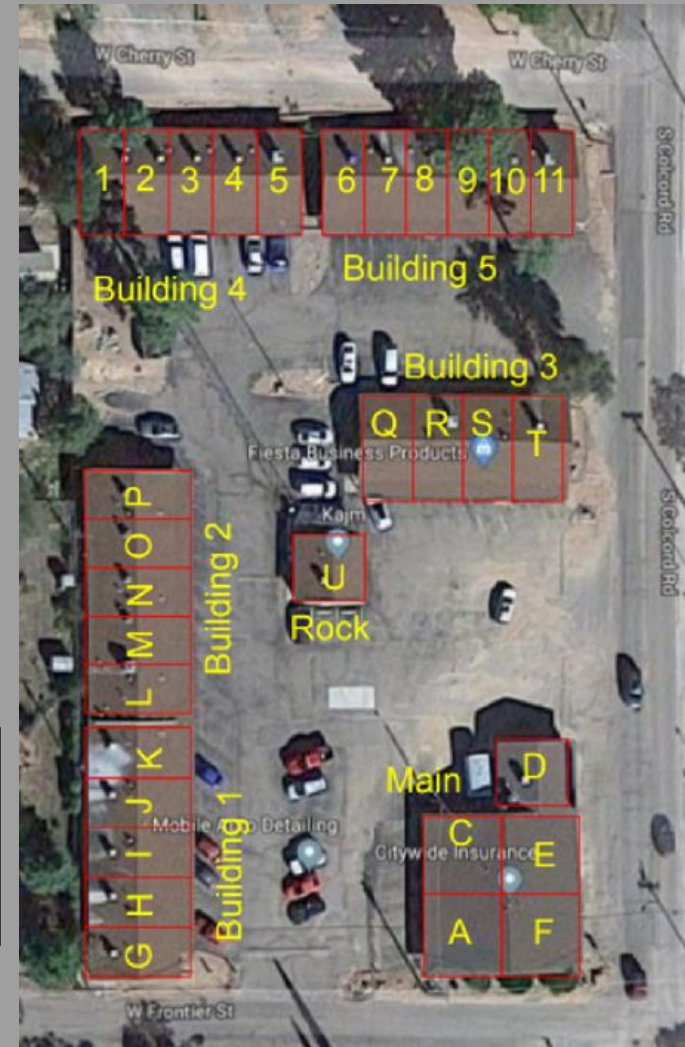 W Cherry St
W Cherry St
S Colcord Rd
1 2 3 4 5
6 7 8 9 10 11
Building 4
Building 5
Building 3
Q R S T
Fiesta Business Products
S Colcord Rd
Kajm
U
Rock
P
O
N
M
L
Building 2
K
J
I
H
G
Building 1
Mobile Auto Detailing
Main
D
C
E
Citywide Insurance
A
F
W Frontier St